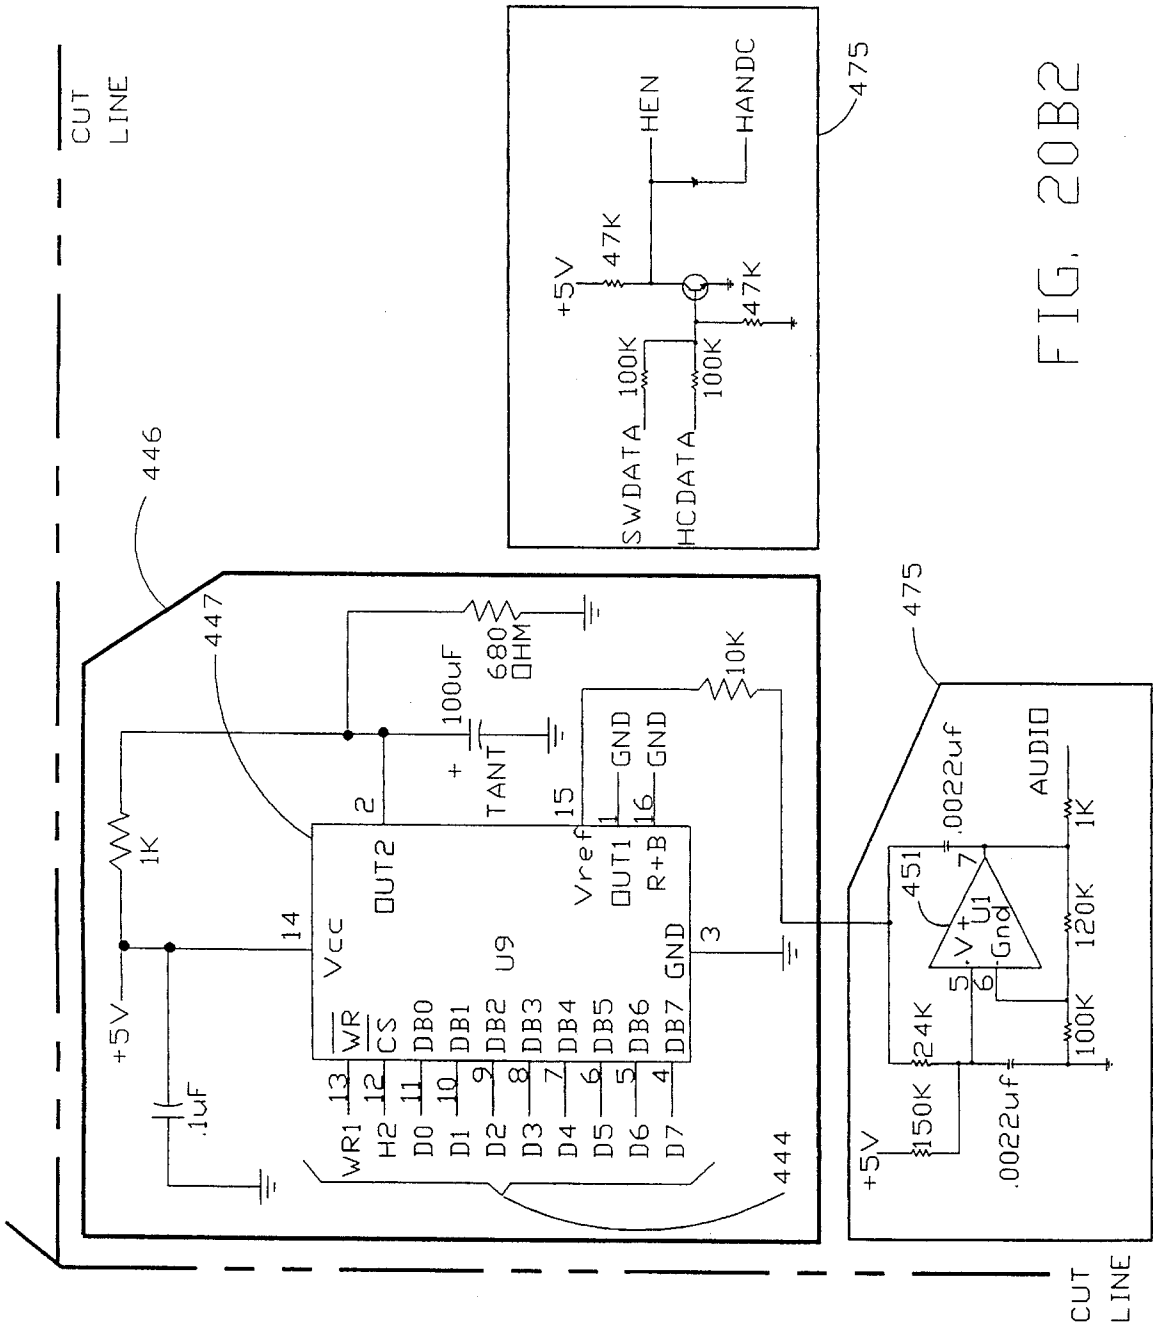 CUT
LINE
446
447
+5V
1K
.1uF
14
Vcc
2
OUT2
100uF
+
TANT
680
OHM
U9
WR1 13 WR
H2 12 CS
D0 11 DB0
D1 10 DB1
D2 9 DB2
D3 8 DB3
D4 7 DB4
D5 6 DB5
D6 5 DB6
D7 4 DB7
15
Vref
OUT1 1 GND
R+B 16 GND
GND 3
10K
444
+5V
47K
HEN
HANDC
SWDATA 100K
HCDATA 100K
47K
475
475
+5V
150K
24K
.0022uf
100K
120K
1K
AUDIO
.0022uf
451
5
6
7
V+
U1
-Gnd
CUT
LINE
FIG. 20B2